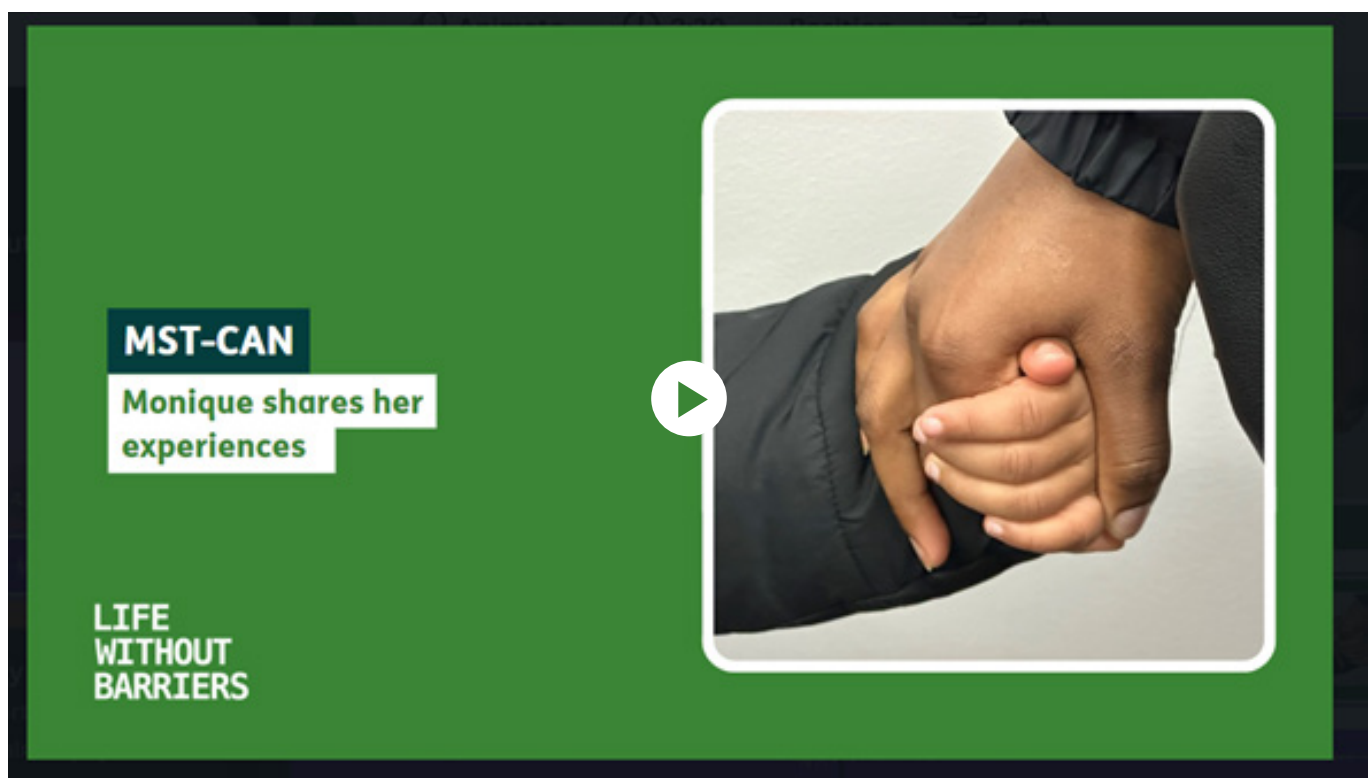 MST-CAN
Monique shares her
experiences
LIFE
WITHOUT
BARRIERS